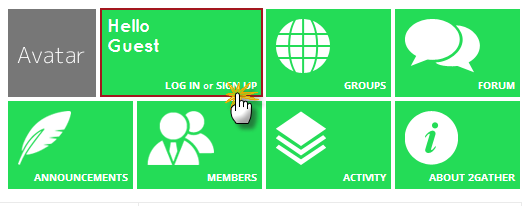 Avatar
Hello
Guest
LOG IN or SIGN UP
GROUPS
FORUM
ANNOUNCEMENTS
MEMBERS
ACTIVITY
ABOUT 2GATHER